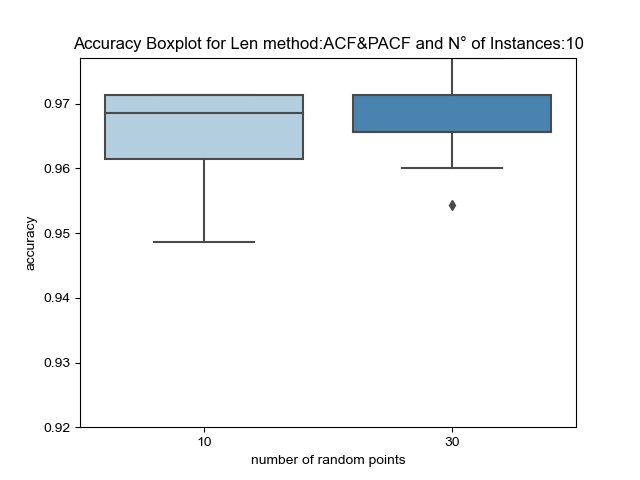 Accuracy Boxplot for Len method:ACF&PACF and N° of Instances:10
0.97
0.96
0.95
0.94
0.93
0.92
accuracy
10
30
number of random points